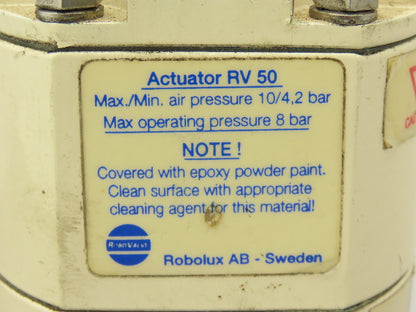 Actuator RV 50
Max./Min. air pressure 10/4,2 bar
Max operating pressure 8 bar
NOTE !
Covered with epoxy powder paint.
Clean surface with appropriate
cleaning agent for this material!
Robolux AB - Sweden